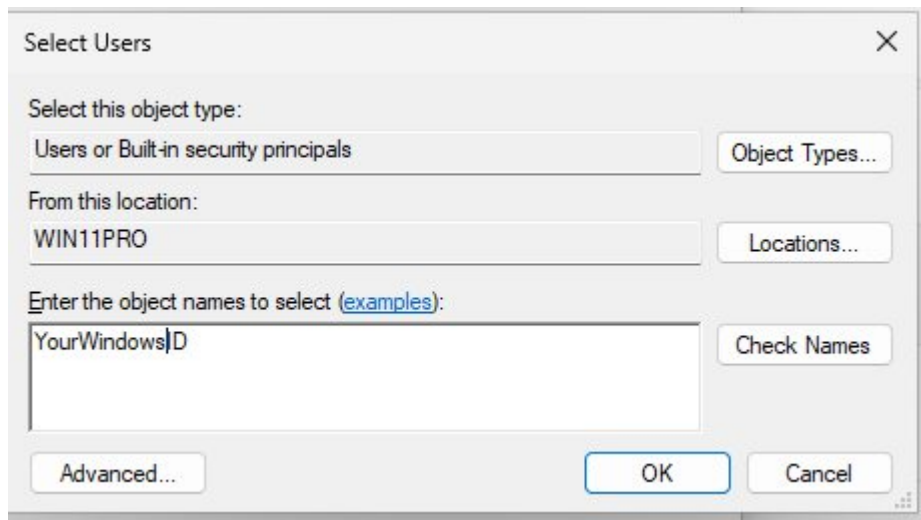 Select Users
Select this object type:
Users or Built-in security principals
Object Types...
From this location:
WIN11PRO
Locations...
Enter the object names to select (examples):
YourWindowsID
Check Names
Advanced...
OK
Cancel